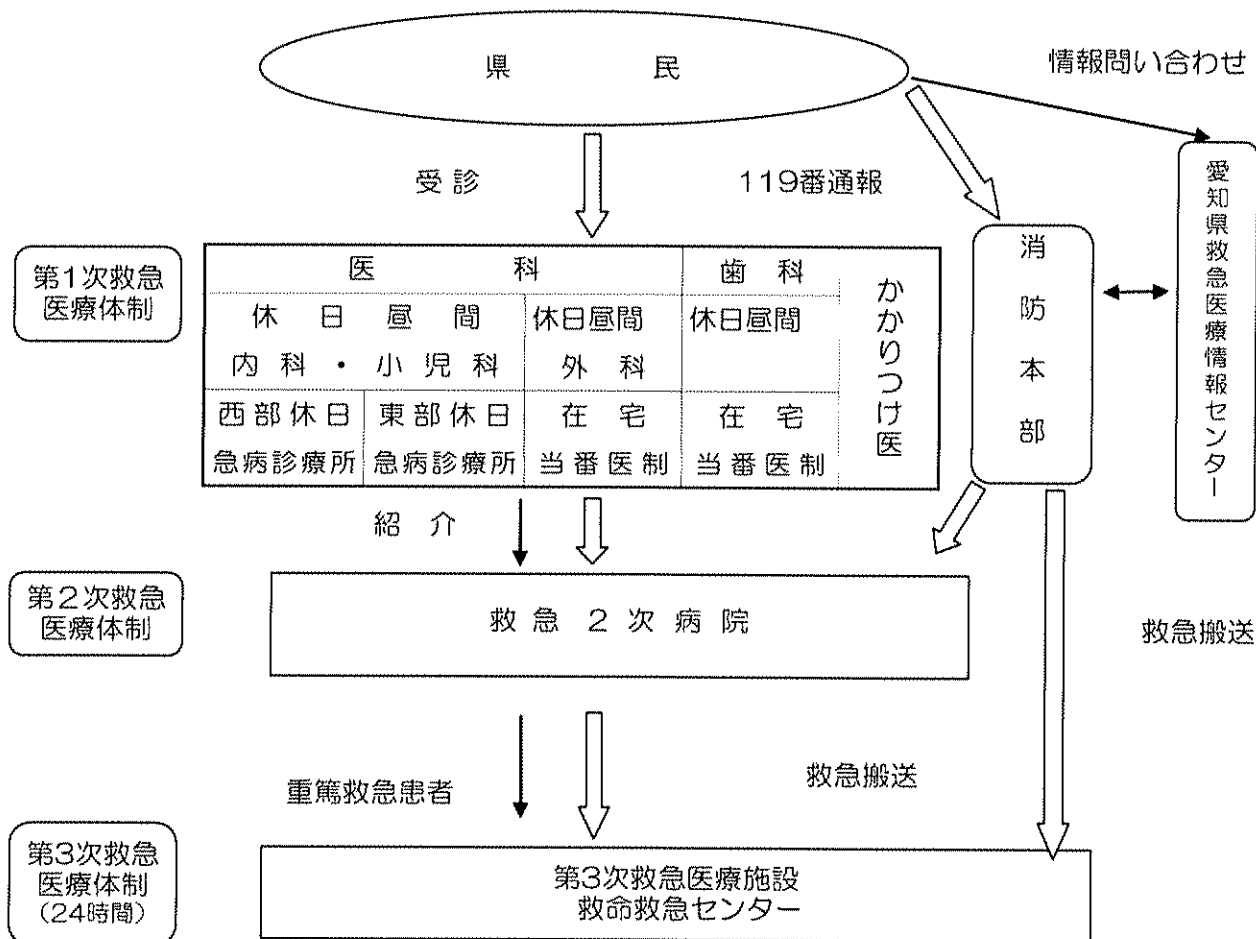 県民
情報問い合わせ
受診
119番通報
愛知県救急医療情報センター
消防本部
第1次救急
医療体制
医科
歯科
かかりつけ医
休日昼間
内科・小児科
休日昼間
外科
休日昼間
西部休日
急病診療所
東部休日
急病診療所
在宅
当番医制
在宅
当番医制
紹介
第2次救急
医療体制
救急2次病院
救急搬送
重篤救急患者
救急搬送
第3次救急
医療体制
(24時間)
第3次救急医療施設
救命救急センター